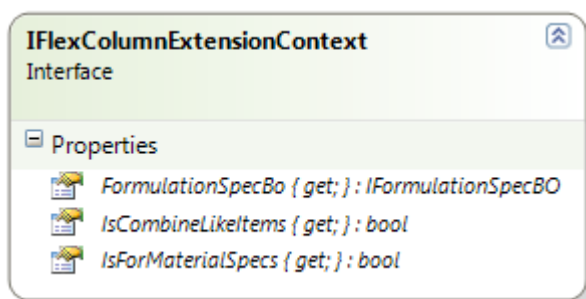 IFlexColumnExtensionContext
Interface
Properties
FormulationSpecBo { get; } : IFormulationSpecBO
IsCombineLikeItems { get; } : bool
IsForMaterialSpecs { get; } : bool